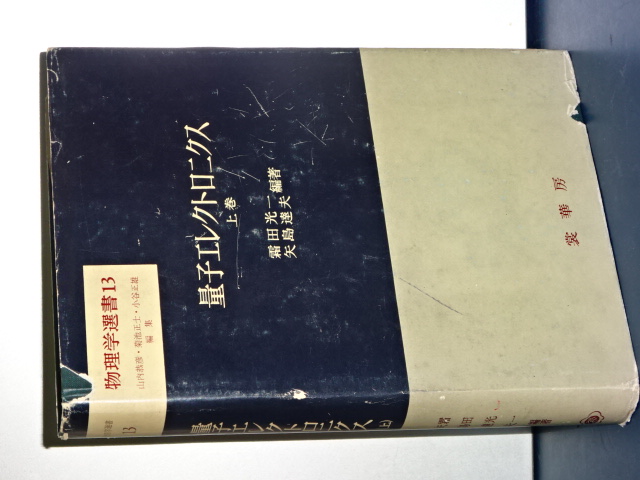 物理学選書13
山内恭彦・菊池正士・小谷正雄
編集
量子エレクトロニクス
上巻
霜田光一
矢島達夫
編著
裳華房
13
量子エレクトロニクス(上)